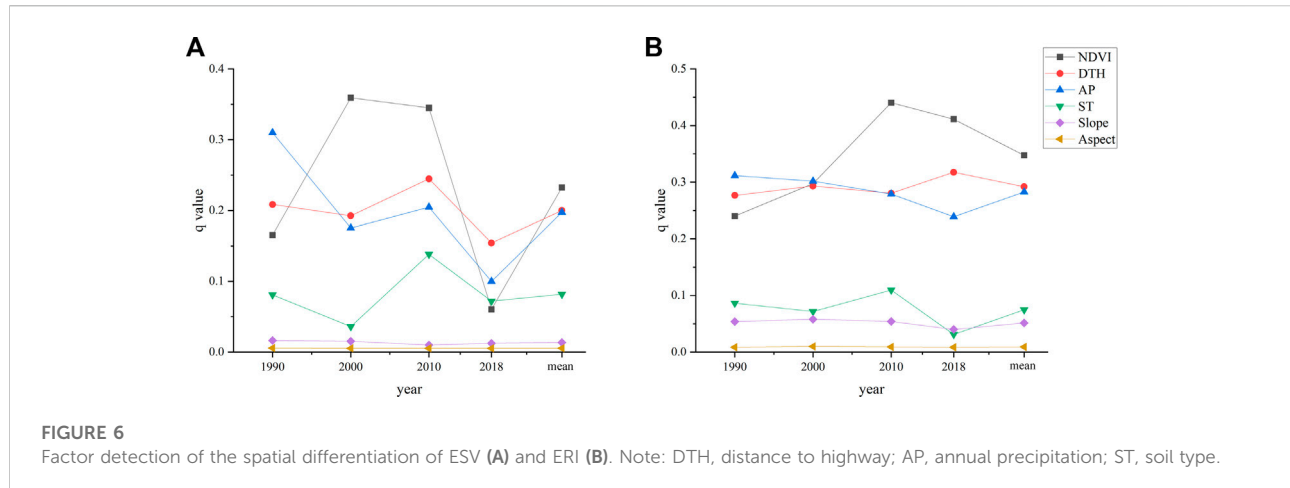 A
q value
0.4
0.3
0.2
0.1
0.0
1990 2000 2010 2018 mean
year
B
q value
0.5
0.4
0.3
0.2
0.1
0.0
1990 2000 2010 2018 mean
year
NDVI
DTH
AP
ST
Slope
Aspect
FIGURE 6
Factor detection of the spatial differentiation of ESV (A) and ERI (B). Note: DTH, distance to highway; AP, annual precipitation; ST, soil type.